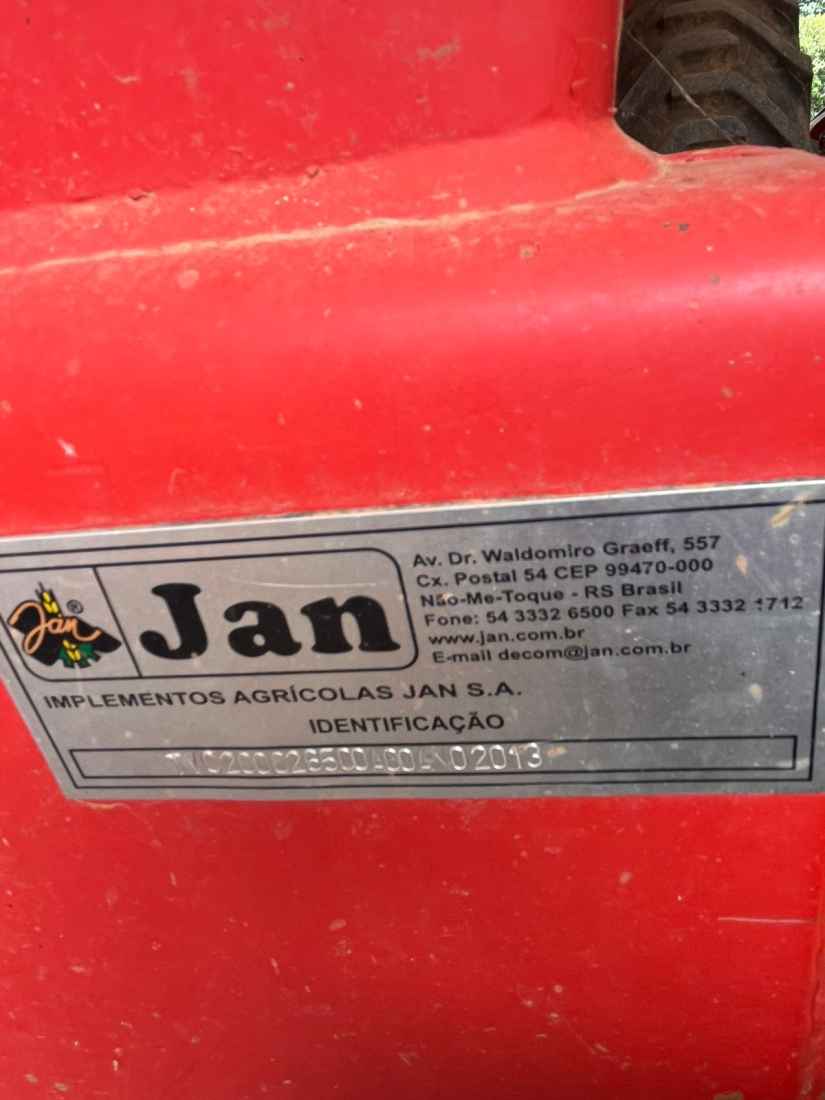 Jan®
Jan
Av. Dr. Waldomiro Graeff, 557
Cx. Postal 54 CEP 99470-000
Não-Me-Toque - RS Brasil
Fone: 54 3332 6500 Fax 54 3332 1712
www.jan.com.br
E-mail decom@jan.com.br
IMPLEMENTOS AGRÍCOLAS JAN S.A.
IDENTIFICAÇÃO